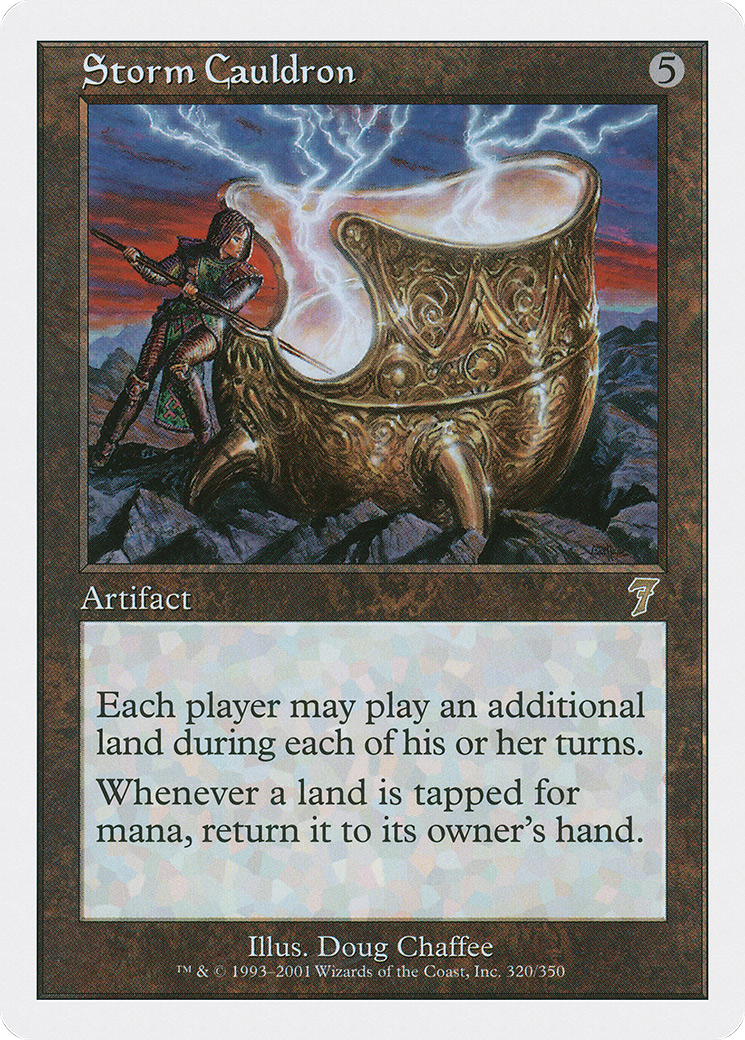 Storm Cauldron 5
Artifact 7
Each player may play an additional
land during each of his or her turns.
Whenever a land is tapped for
mana, return it to its owner's hand.
Illus. Doug Chaffee
™ & © 1993–2001 Wizards of the Coast, Inc. 320/350